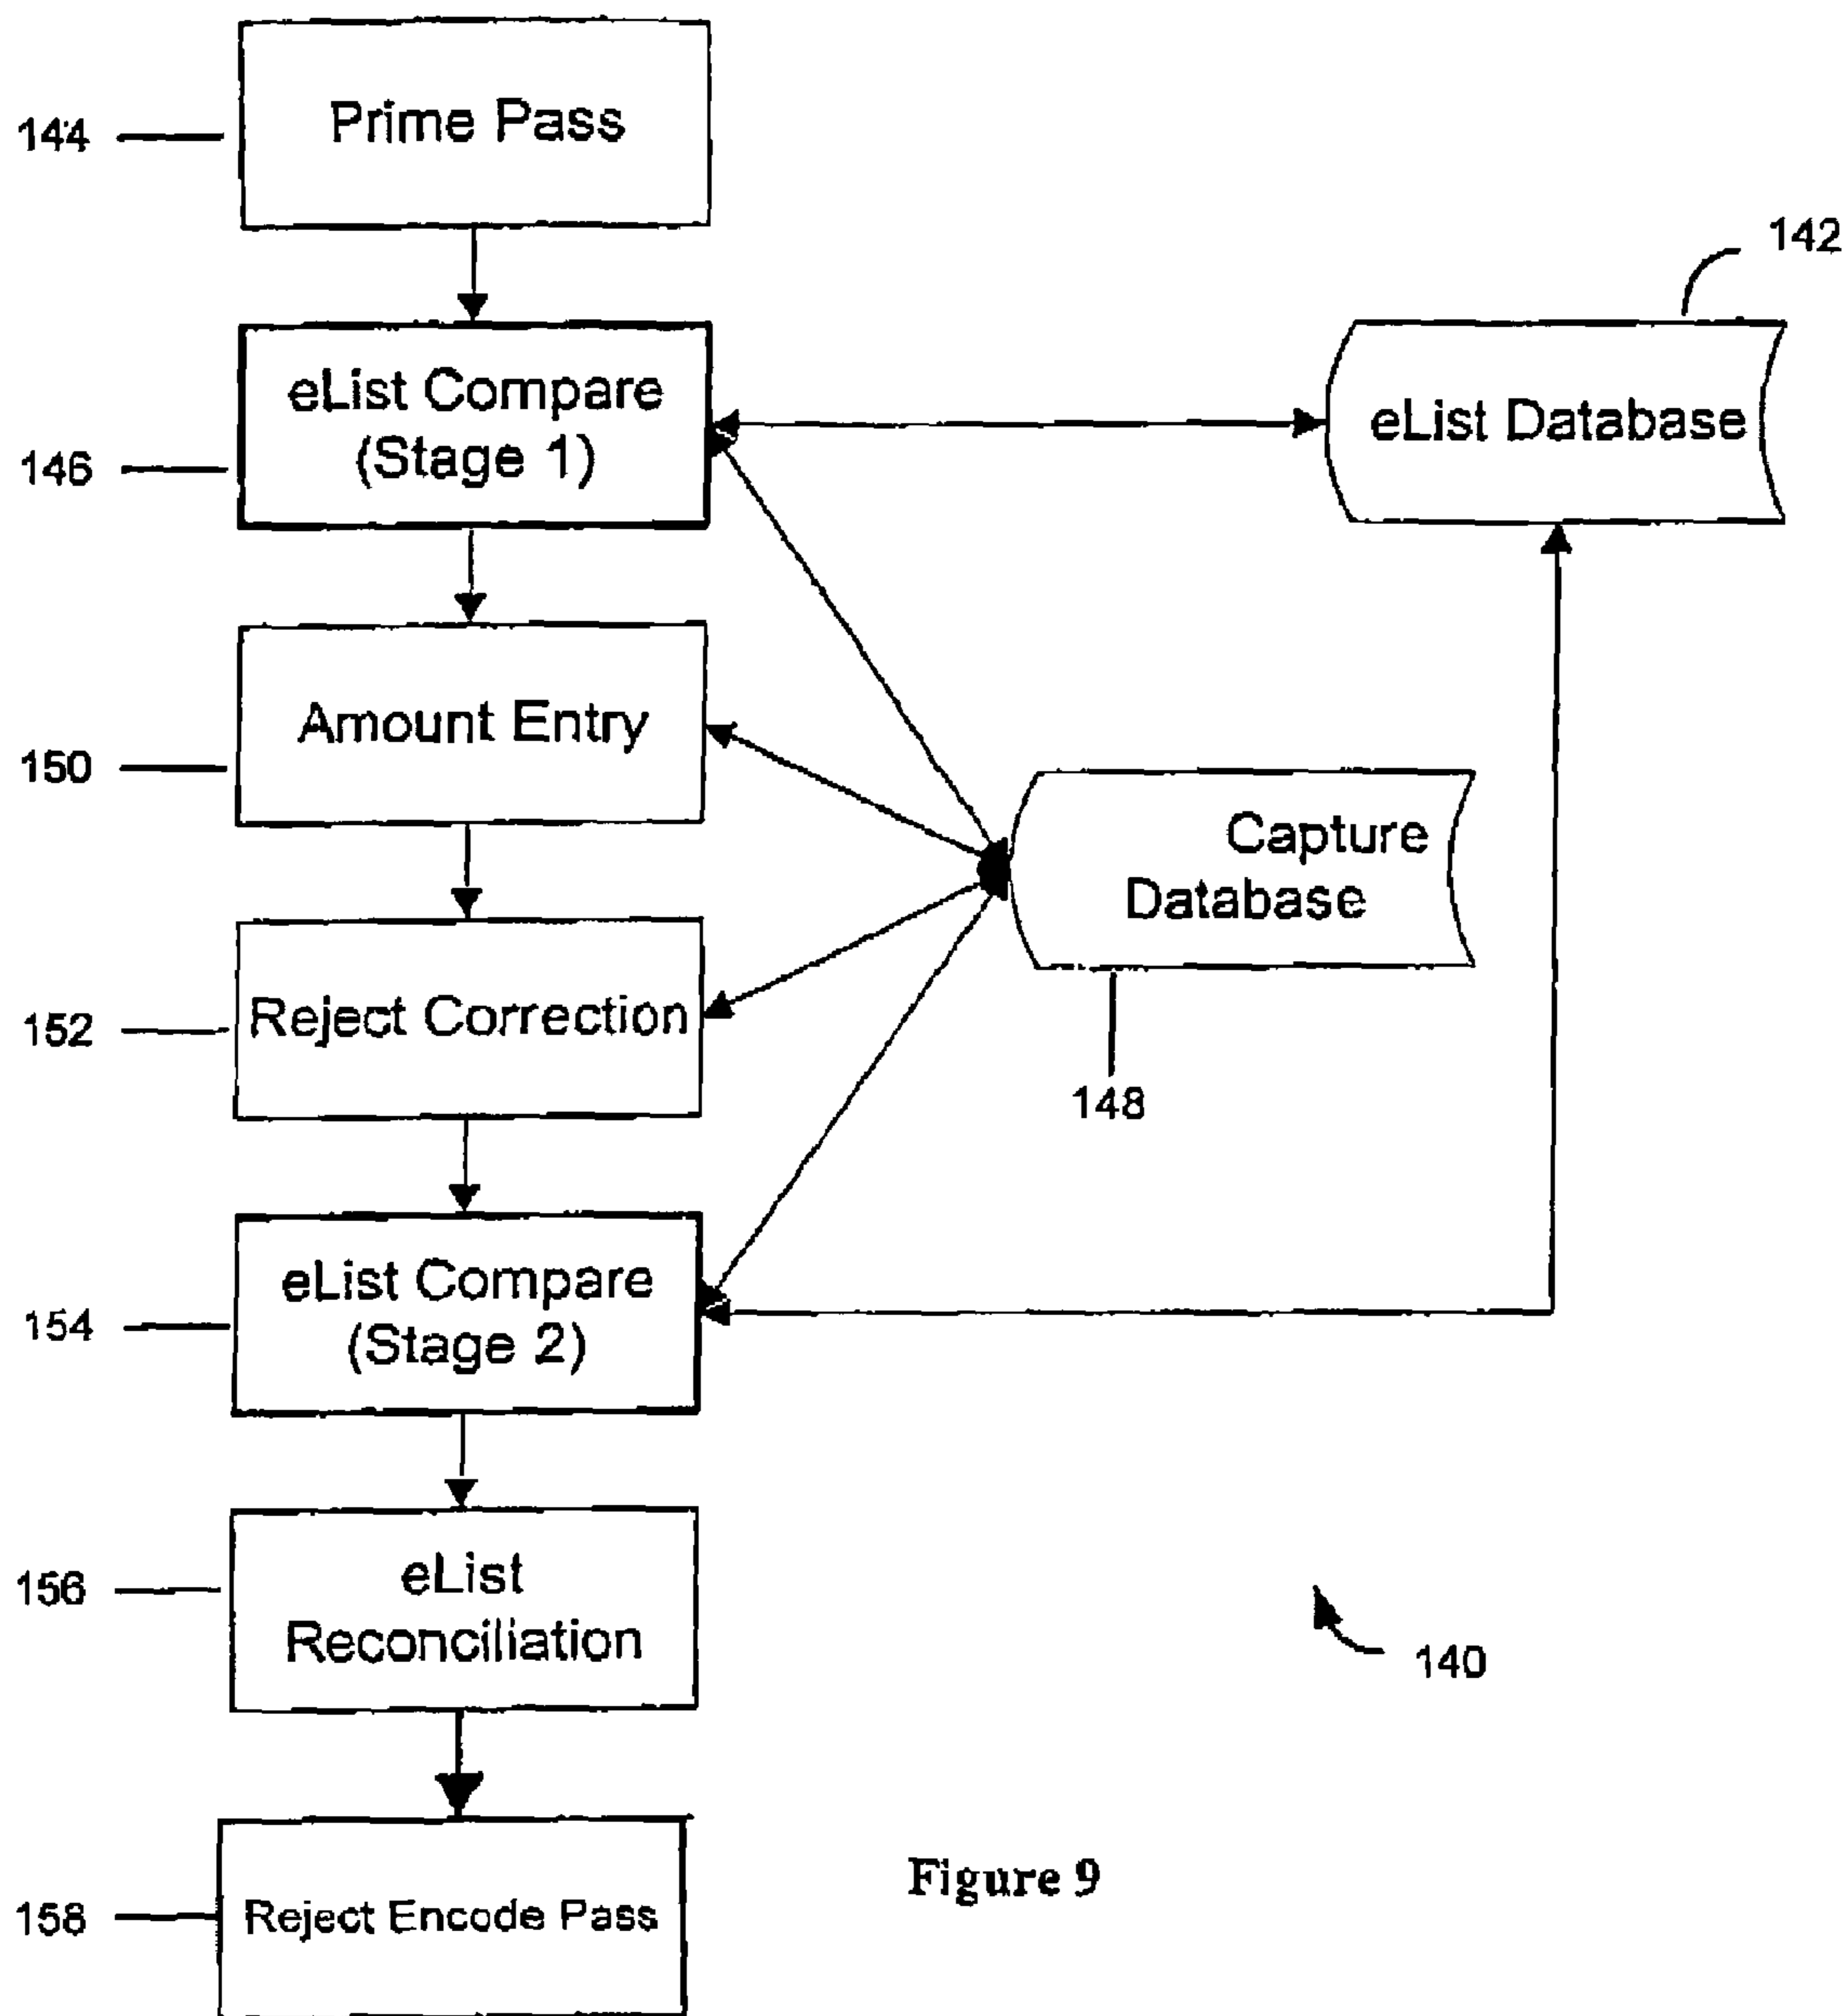 144
Prime Pass
142
146
eList Compare
(Stage 1)
eList Database
150
Amount Entry
Capture
Database
148
152
Reject Correction
154
eList Compare
(Stage 2)
156
eList
Reconciliation
140
158
Reject Encode Pass
Figure 9